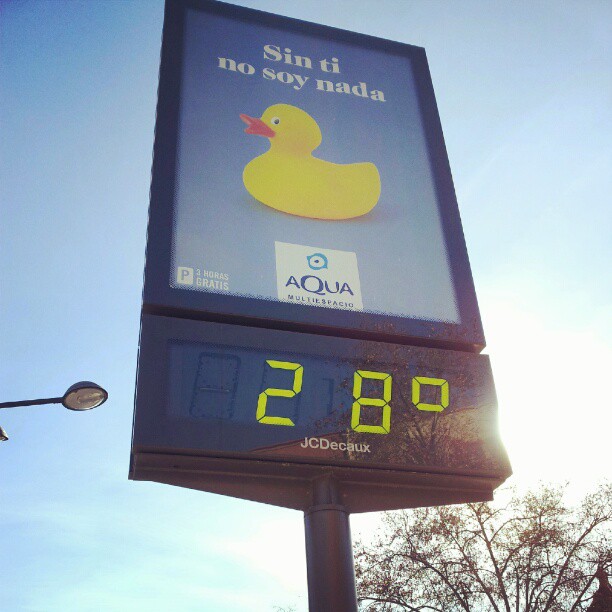 Sin ti
no soy nada
P 3 HORAS
GRATIS
AQUA
MULTIESPACIO
28°
JCDecaux